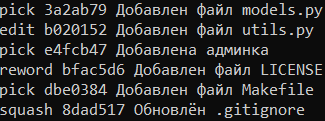 pick 3a2ab79 Добавлен файл models.py
edit b020152 Добавлен файл utils.py
pick e4fcb47 Добавлена админка
reword bfac5d6 Добавлен файл LICENSE
pick dbe0384 Добавлен файл Makefile
squash 8dad517 Обновлён .gitignore